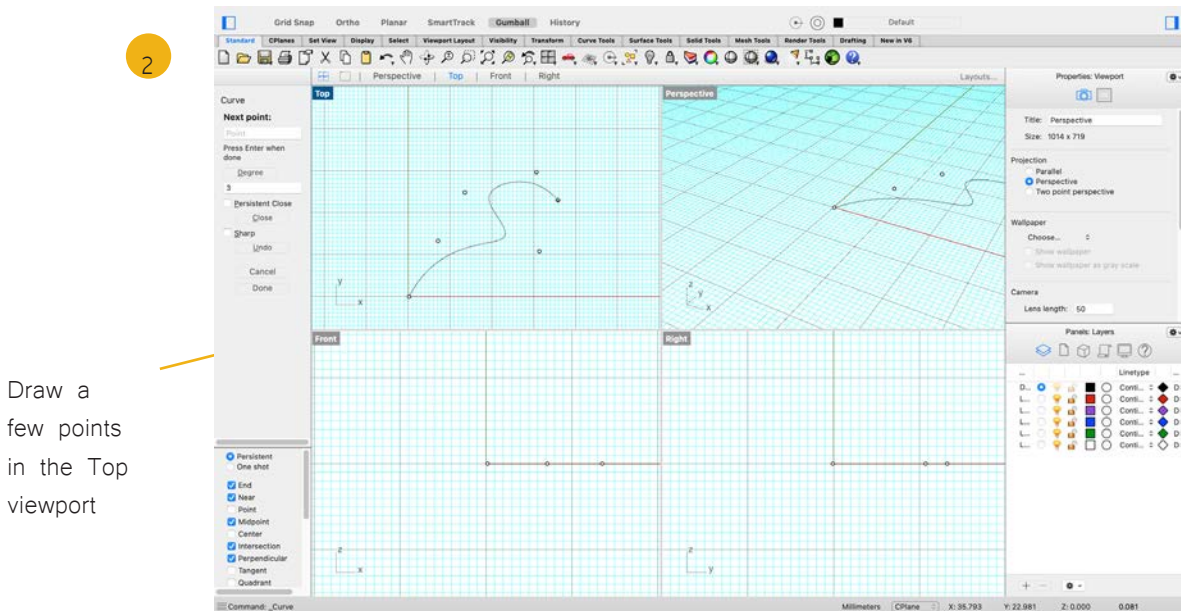 2
Draw a
few points
in the Top
viewport
Grid Snap Ortho Planar SmartTrack Gumball History Default
Standard CPlanes Set View Display Select Viewport Layout Visibility Transform Curve Tools Surface Tools Solid Tools Mesh Tools Render Tools Drafting New in V6
Perspective | Top | Front | Right Layouts...
Curve
Next point:
Point
Press Enter when
done
Degree
3
Persistent Close
Close
Sharp
Undo
Cancel
Done
Persistent
One shot
End
Near
Point
Midpoint
Center
Intersection
Perpendicular
Tangent
Quadrant
Top
y
x
Perspective
z
y
x
Front
z
x
Right
z
y
Properties: Viewport
Title: Perspective
Size: 1014 x 719
Projection
Parallel
Perspective
Two point perspective
Wallpaper
Choose...
Show wallpaper
Show wallpaper as gray scale
Camera
Lens length: 50
Panels: Layers
... Linetype ...
D... Conti... D
L... Conti... D
L... Conti... D
L... Conti... D
L... Conti... D
L... Conti... D
Command: _Curve Millimeters CPlane X: 35.793 Y: 22.981 Z: 0.000 0.081